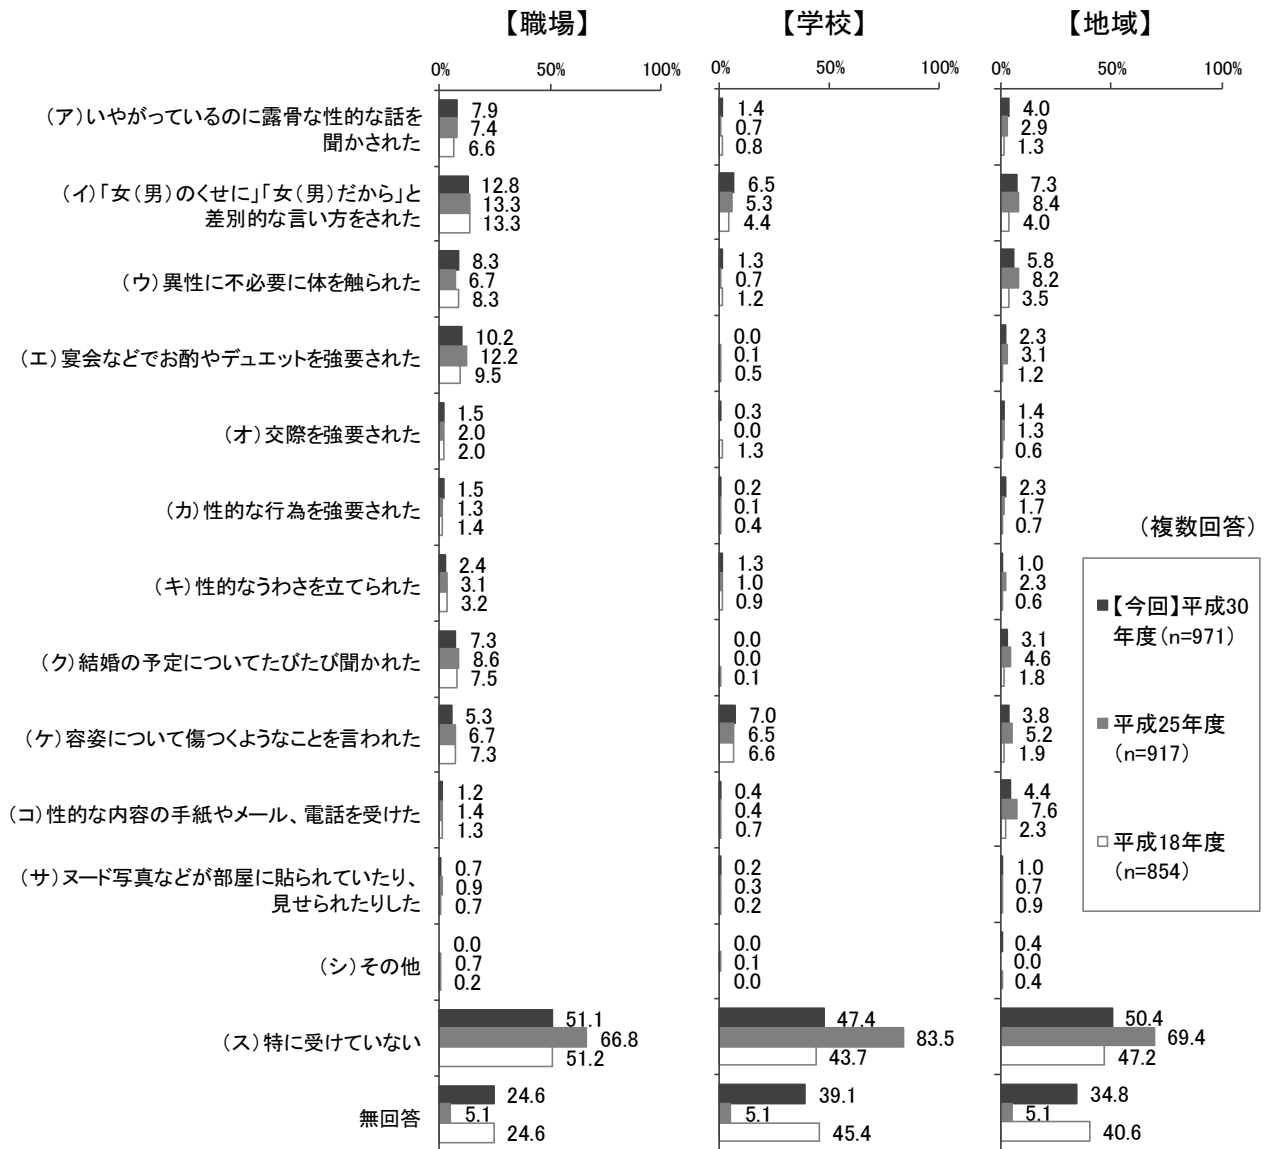 【職場】 【学校】 【地域】
0% 50% 100% 0% 50% 100% 0% 50% 100%
(ア)いやがっているのに露骨な性的な話を
聞かされた
7.9 1.4 4.0
7.4 0.7 2.9
6.6 0.8 1.3
(イ)「女(男)のくせに」「女(男)だから」と
差別的な言い方をされた
12.8 6.5 7.3
13.3 5.3 8.4
13.3 4.4 4.0
(ウ)異性に不必要に体を触られた
8.3 1.3 5.8
6.7 0.7 8.2
8.3 1.2 3.5
(エ)宴会などでお酌やデュエットを強要された
10.2 0.0 2.3
12.2 0.1 3.1
9.5 0.5 1.2
(オ)交際を強要された
1.5 0.3 1.4
2.0 0.0 1.3
2.0 1.3 0.6
(カ)性的な行為を強要された
1.5 0.2 2.3
1.3 0.1 1.7
1.4 0.4 0.7
(キ)性的なうわさを立てられた
2.4 1.3 1.0
3.1 1.0 2.3
3.2 0.9 0.6
(ク)結婚の予定についてたびたび聞かれた
7.3 0.0 3.1
8.6 0.0 4.6
7.5 0.1 1.8
(ケ)容姿について傷つくようなことを言われた
5.3 7.0 3.8
6.7 6.5 5.2
7.3 6.6 1.9
(コ)性的な内容の手紙やメール、電話を受けた
1.2 0.4 4.4
1.4 0.4 7.6
1.3 0.7 2.3
(サ)ヌード写真などが部屋に貼られていたり、
見せられたりした
0.7 0.2 1.0
0.9 0.3 0.7
0.7 0.2 0.9
(シ)その他
0.0 0.0 0.4
0.7 0.1 0.0
0.2 0.0 0.4
(ス)特に受けていない
51.1 47.4 50.4
66.8 83.5 69.4
51.2 43.7 47.2
無回答
24.6 39.1 34.8
5.1 5.1 5.1
24.6 45.4 40.6
(複数回答)
【今回】平成30
年度(n=971)
平成25年度
(n=917)
平成18年度
(n=854)